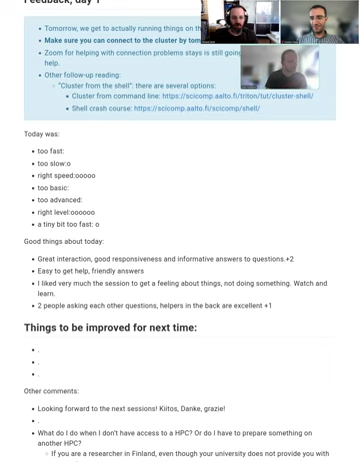 Feedback, day 1
Tomorrow, we get to actually running things on th
Make sure you can connect to the cluster by tom
Zoom for helping with connection problems stays is still going
help.
Other follow-up reading:
"Cluster from the shell": there are several options:
Cluster from command line: https://scicomp.aalto.fi/triton/tut/cluster-shell/
Shell crash course: https://scicomp.aalto.fi/scicomp/shell/
Today was:
too fast:
too slow:o
right speed:ooooo
too basic:
too advanced:
right level:oooooo
a tiny bit too fast: o
Good things about today:
Great interaction, good responsiveness and informative answers to questions.+2
Easy to get help, friendly answers
I liked very much the session to get a feeling about things, not doing something. Watch and
learn.
2 people asking each other questions, helpers in the back are excellent +1
Things to be improved for next time:
.
.
.
Other comments:
Looking forward to the next sessions! Kiitos, Danke, grazie!
.
What do I do when I don't have access to a HPC? Or do I have to prepare something on
another HPC?
If you are a researcher in Finland, even though your university does not provide you with